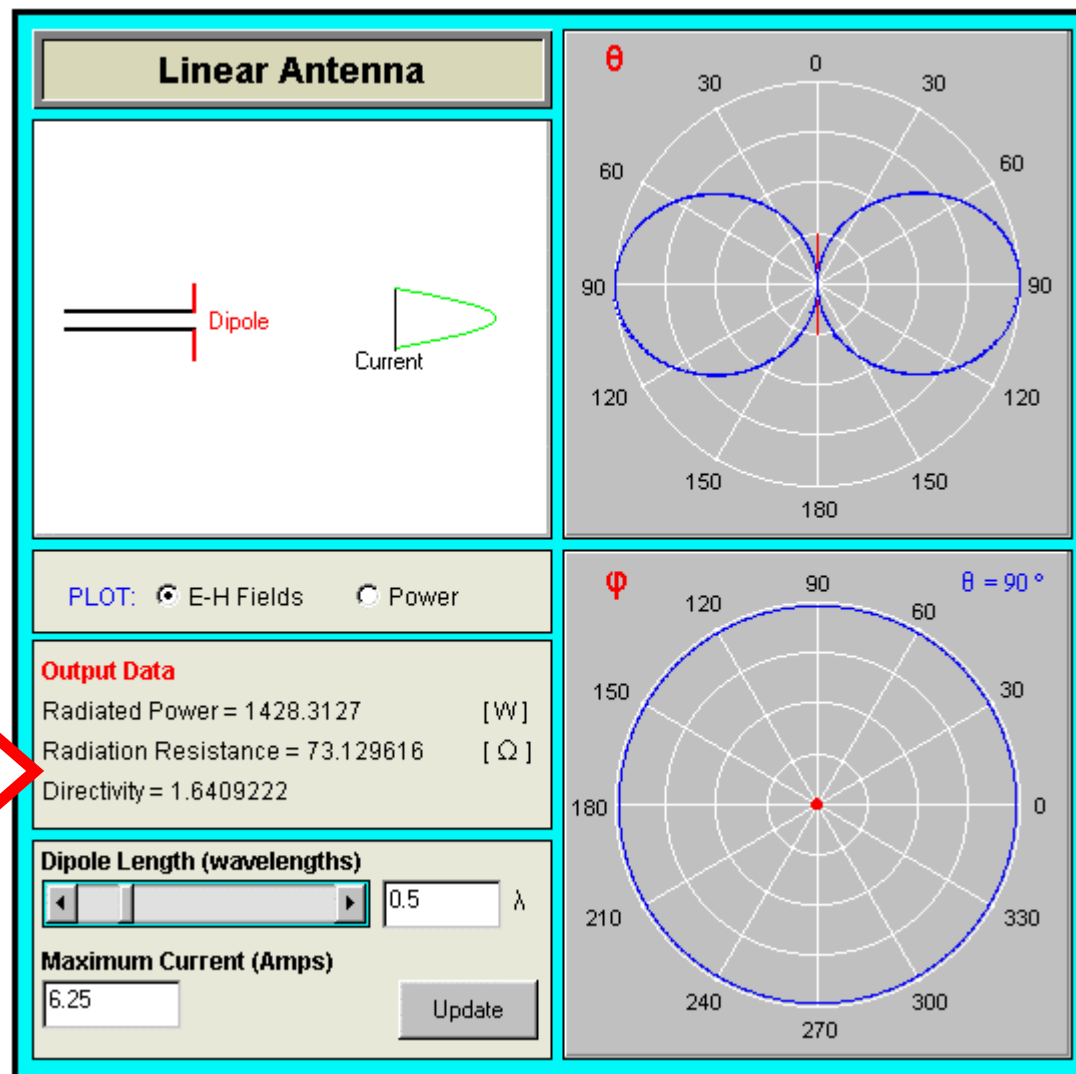 Linear Antenna
Dipole
Current
PLOT: E-H Fields Power
Output Data
Radiated Power = 1428.3127 [W]
Radiation Resistance = 73.129616 [Ω]
Directivity = 1.6409222
Dipole Length (wavelengths)
0.5 λ
Maximum Current (Amps)
6.25
Update
θ
0
30 30
60 60
90 90
120 120
150 150
180
φ
θ = 90 °
90
120 60
150 30
180 0
210 330
240 300
270